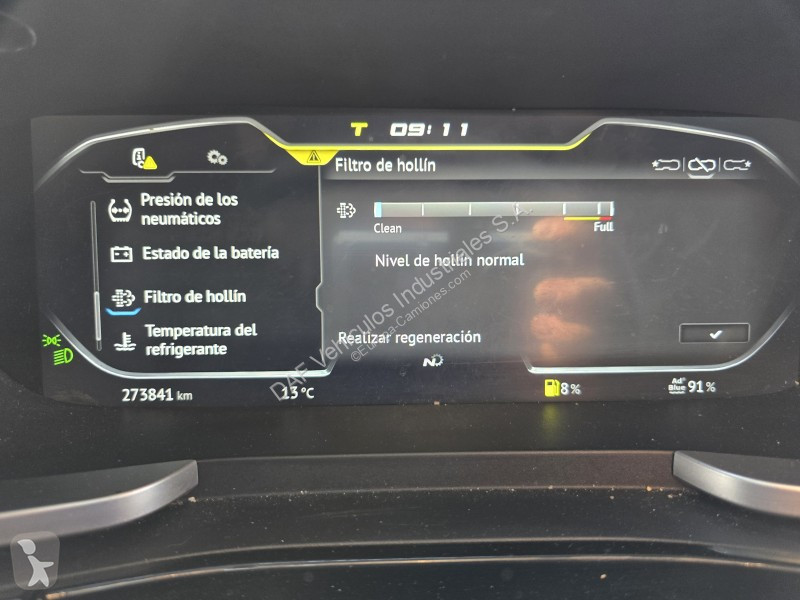 T 09:11
Filtro de hollín
Presión de los
neumáticos
Estado de la batería
Filtro de hollín
Temperatura del
refrigerante
Clean
Full
Nivel de hollín normal
Realizar regeneración
N
273841 km
13 °C
8%
Ad
Blue
91 %
DAF Vehículos Industriales S.A.
©Europa-Camiones.com